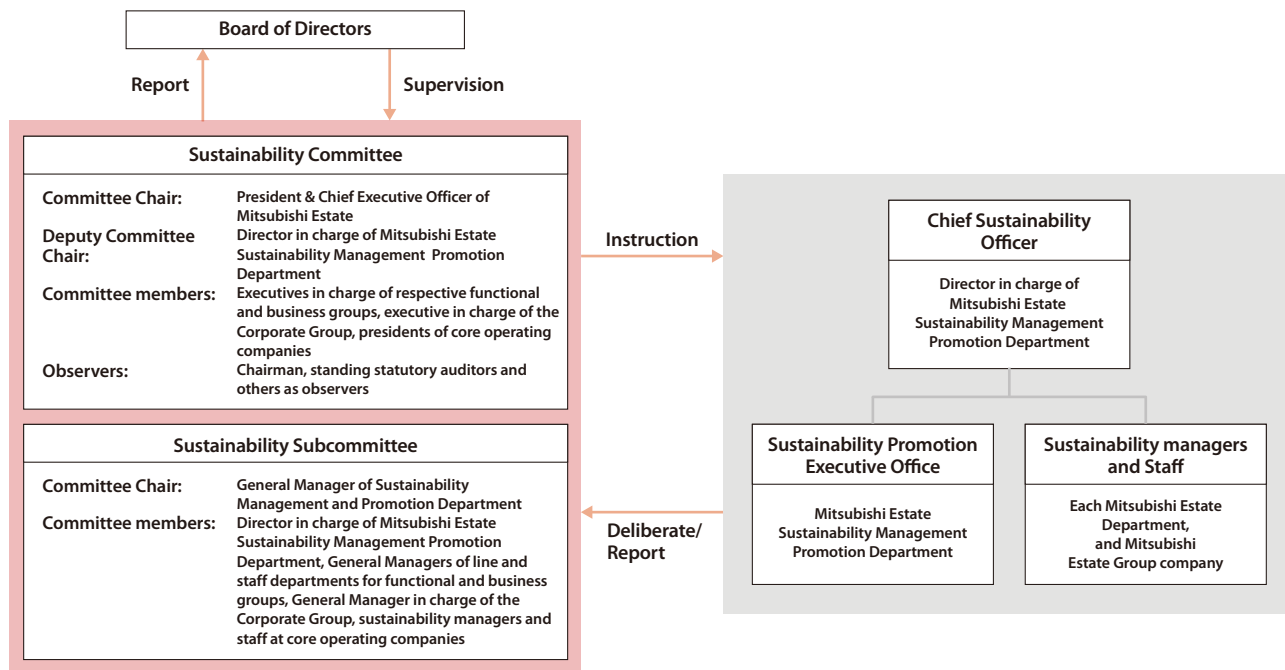 Board of Directors
Report
Supervision
Sustainability Committee
Committee Chair:
President & Chief Executive Officer of
Mitsubishi Estate
Deputy Committee
Chair:
Director in charge of Mitsubishi Estate
Sustainability Management Promotion
Department
Committee members:
Executives in charge of respective functional
and business groups, executive in charge of the
Corporate Group, presidents of core operating
companies
Observers:
Chairman, standing statutory auditors and
others as observers
Sustainability Subcommittee
Committee Chair:
General Manager of Sustainability
Management and Promotion Department
Committee members:
Director in charge of Mitsubishi Estate
Sustainability Management Promotion
Department, General Managers of line and
staff departments for functional and business
groups, General Manager in charge of the
Corporate Group, sustainability managers and
staff at core operating companies
Instruction
Deliberate/
Report
Chief Sustainability
Officer
Director in charge of
Mitsubishi Estate
Sustainability Management
Promotion Department
Sustainability Promotion
Executive Office
Mitsubishi Estate
Sustainability Management
Promotion Department
Sustainability managers
and Staff
Each Mitsubishi Estate
Department,
and Mitsubishi
Estate Group company